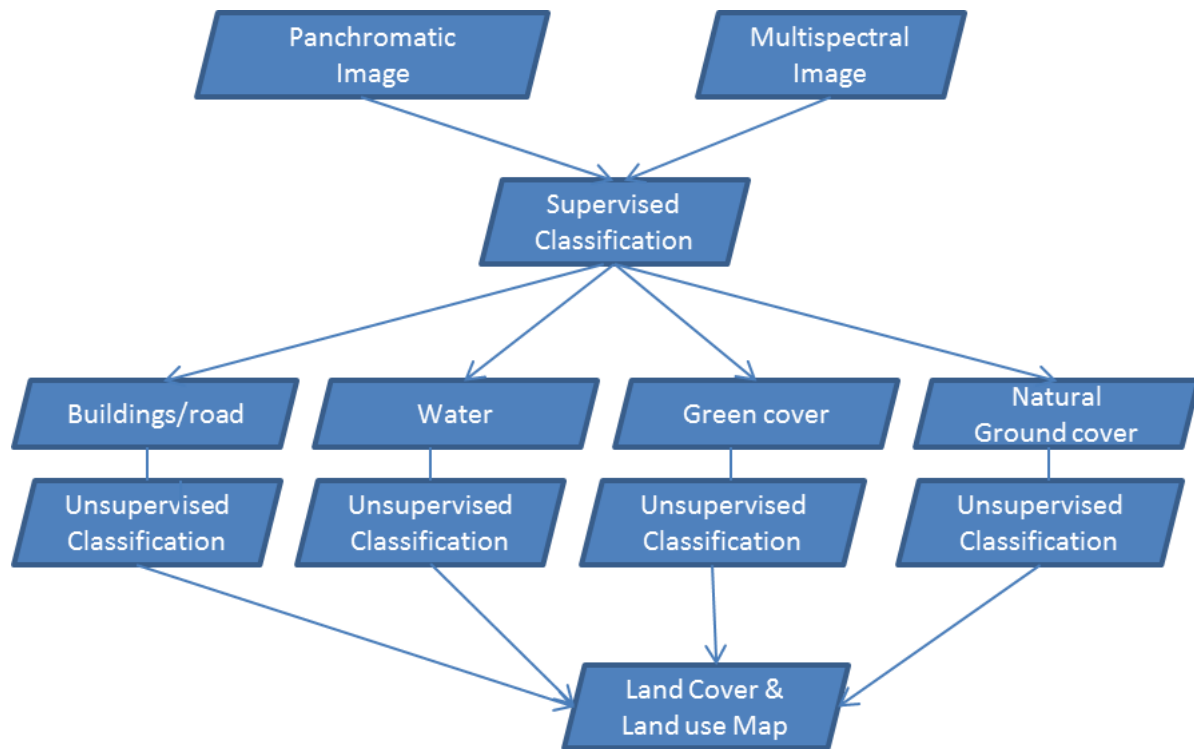 Panchromatic
Image
Multispectral
Image
Supervised
Classification
Buildings/road
Water
Green cover
Natural
Ground cover
Unsupervised
Classification
Unsupervised
Classification
Unsupervised
Classification
Unsupervised
Classification
Land Cover &
Land use Map